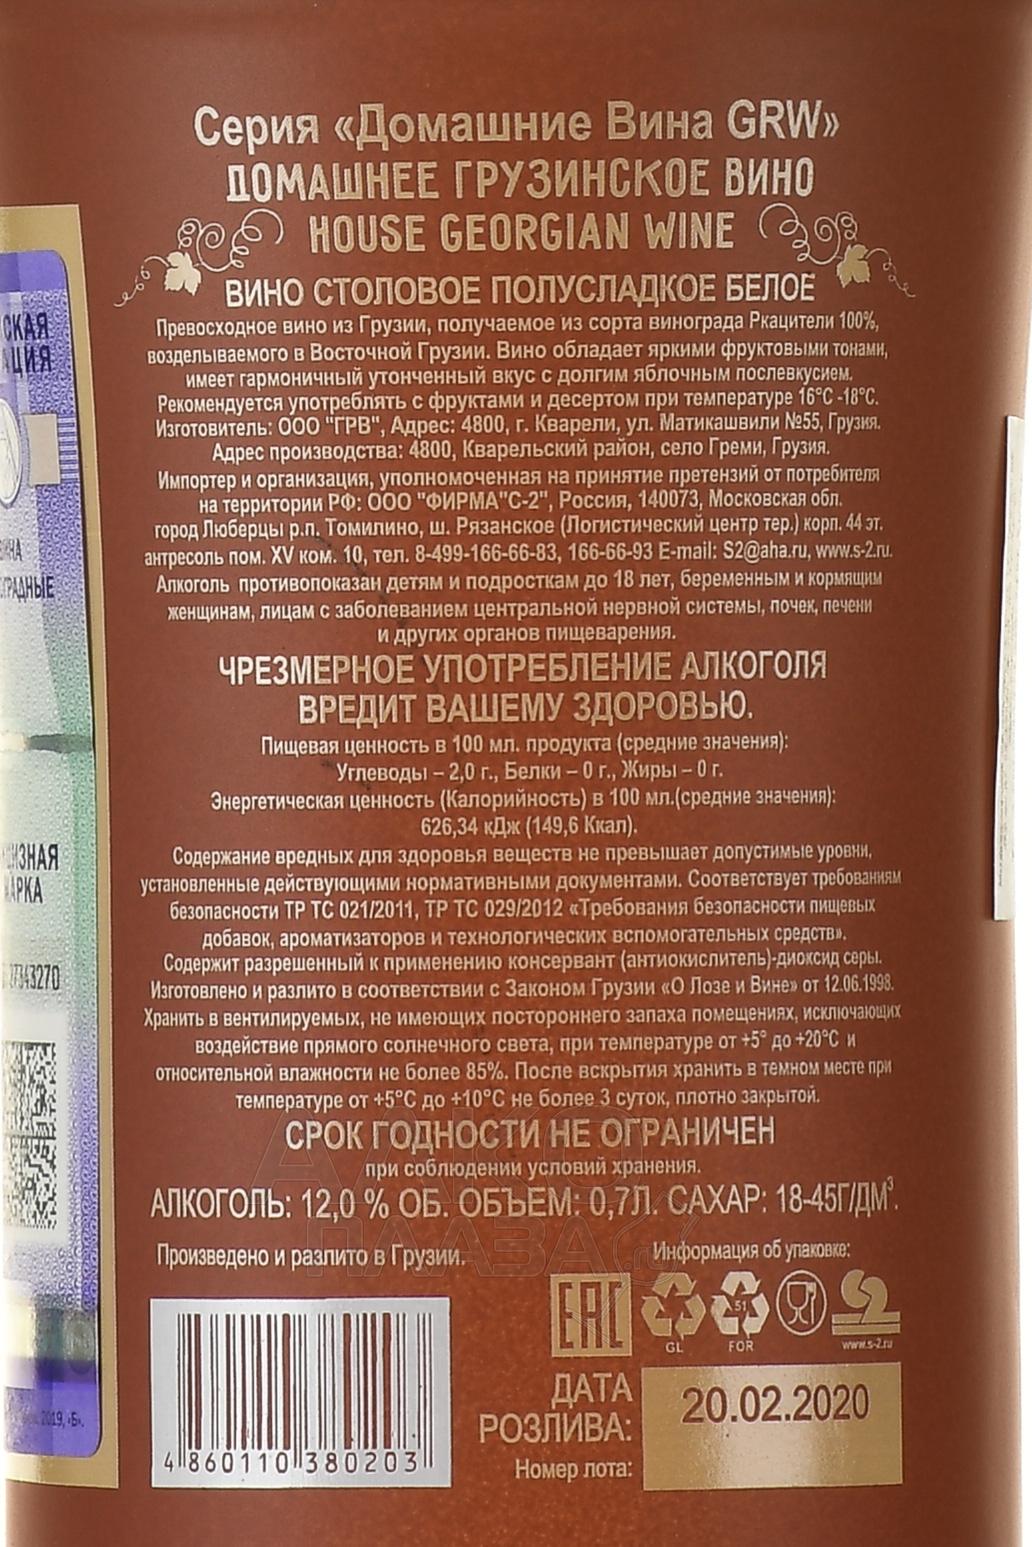 Серия «Домашние Вина GRW»
ДОМАШНЕЕ ГРУЗИНСКОЕ ВИНО
HOUSE GEORGIAN WINE
ВИНО СТОЛОВОЕ ПОЛУСЛАДКОЕ БЕЛОЕ
Превосходное вино из Грузии, получаемое из сорта винограда Ркацители 100%,
возделываемого в Восточной Грузии. Вино обладает яркими фруктовыми тонами,
имеет гармоничный утонченный вкус с долгим яблочным послевкусием.
Рекомендуется употреблять с фруктами и десертом при температуре 16°С -18°С.
Изготовитель: ООО "ГРВ", Адрес: 4800, г. Кварели, ул. Матикашвили №55, Грузия.
Адрес производства: 4800, Кварельский район, село Греми, Грузия.
Импортер и организация, уполномоченная на принятие претензий от потребителя
на территории РФ: ООО "ФИРМА"С-2", Россия, 140073, Московская обл.
город Люберцы р.п. Томилино, ш. Рязанское (Логистический центр тер.) корп. 44 эт.
антресоль пом. XV ком. 10, тел. 8-499-166-66-83, 166-66-93 E-mail: S2@aha.ru, www.s-2.ru.
Алкоголь противопоказан детям и подросткам до 18 лет, беременным и кормящим
женщинам, лицам с заболеванием центральной нервной системы, почек, печени
и других органов пищеварения.
ЧРЕЗМЕРНОЕ УПОТРЕБЛЕНИЕ АЛКОГОЛЯ
ВРЕДИТ ВАШЕМУ ЗДОРОВЬЮ.
Пищевая ценность в 100 мл. продукта (средние значения):
Углеводы – 2,0 г., Белки – 0 г., Жиры – 0 г.
Энергетическая ценность (Калорийность) в 100 мл.(средние значения):
626,34 кДж (149,6 Ккал).
Содержание вредных для здоровья веществ не превышает допустимые уровни,
установленные действующими нормативными документами. Соответствует требованиям
безопасности ТР ТС 021/2011, ТР ТС 029/2012 «Требования безопасности пищевых
добавок, ароматизаторов и технологических вспомогательных средств».
Содержит разрешенный к применению консервант (антиокислитель)-диоксид серы.
Изготовлено и разлито в соответствии с Законом Грузии «О Лозе и Вине» от 12.06.1998.
Хранить в вентилируемых, не имеющих постороннего запаха помещениях, исключающих
воздействие прямого солнечного света, при температуре от +5° до +20°С и
относительной влажности не более 85%. После вскрытия хранить в темном месте при
температуре от +5°С до +10°С не более 3 суток, плотно закрытой.
СРОК ГОДНОСТИ НЕ ОГРАНИЧЕН
при соблюдении условий хранения.
АЛКОГОЛЬ: 12,0 % ОБ. ОБЪЕМ: 0,7Л. САХАР: 18-45Г/ДМ³.
Произведено и разлито в Грузии.
Информация об упаковке:
EAC
GL
51
FOR
www.s-2.ru
ДАТА
РОЗЛИВА:
20.02.2020
Номер лота:
4 860110 380203
АРКА
27343270
2019, «Б».
АЛКО
ПЛАЗА.ru